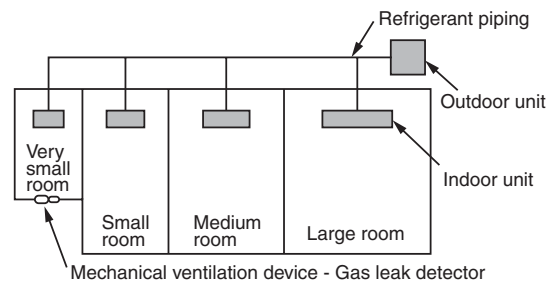 Refrigerant piping
Outdoor unit
Very
small
room
Indoor unit
Small
room
Medium
room
Large room
Mechanical ventilation device - Gas leak detector